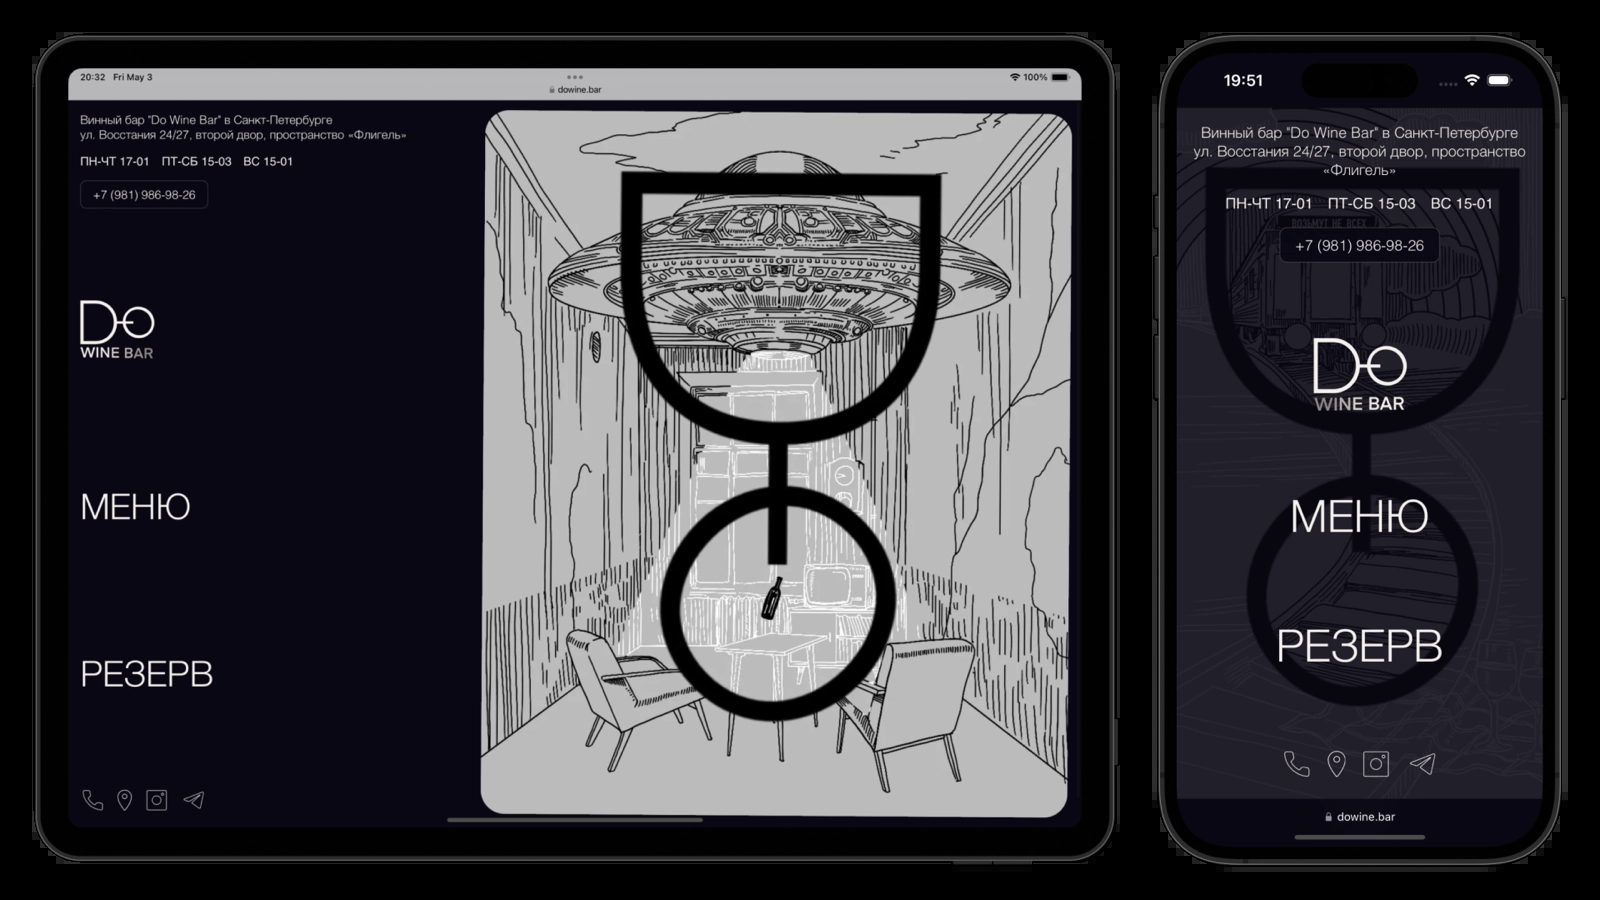 20:32 Fri May 3
100%
dowine.bar
Винный бар "Do Wine Bar" в Санкт-Петербурге
ул. Восстания 24/27, второй двор, пространство «Флигель»
ПН-ЧТ 17-01 ПТ-СБ 15-03 ВС 15-01
+7 (981) 986-98-26
Do
WINE BAR
МЕНЮ
РЕЗЕРВ
19:51
Винный бар "Do Wine Bar" в Санкт-Петербурге
ул. Восстания 24/27, второй двор, пространство
«Флигель»
ПН-ЧТ 17-01 ПТ-СБ 15-03 ВС 15-01
ВОЗЬМУТ НЕ ВСЕХ
+7 (981) 986-98-26
Do
WINE BAR
МЕНЮ
РЕЗЕРВ
dowine.bar